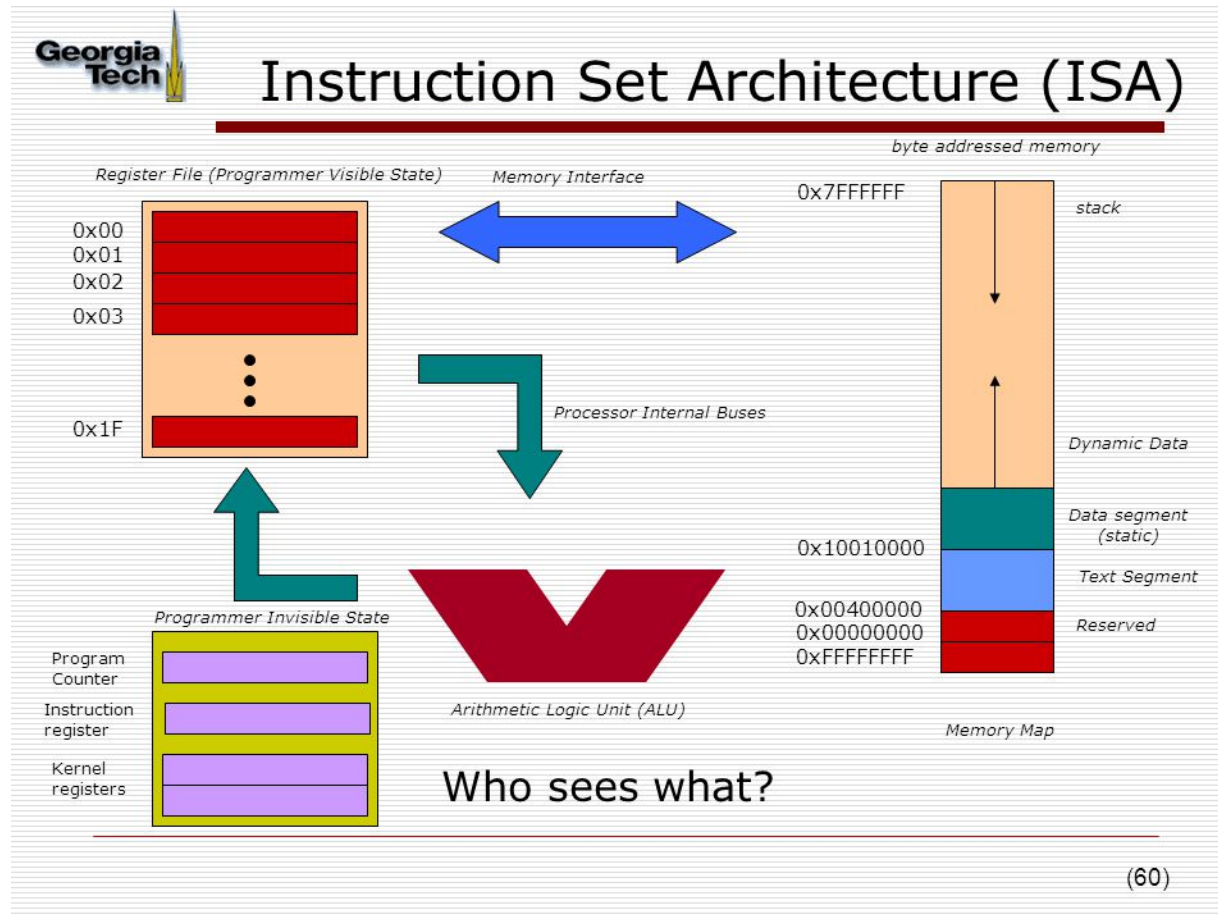 Georgia
Tech
Instruction Set Architecture (ISA)
Register File (Programmer Visible State)
0x00
0x01
0x02
0x03
0x1F
Memory Interface
Processor Internal Buses
byte addressed memory
0x7FFFFFFF
stack
Dynamic Data
Data segment
(static)
0x10010000
Text Segment
0x00400000
0x00000000
Reserved
0xFFFFFFFF
Memory Map
Programmer Invisible State
Program
Counter
Instruction
register
Kernel
registers
Arithmetic Logic Unit (ALU)
Who sees what?
(60)